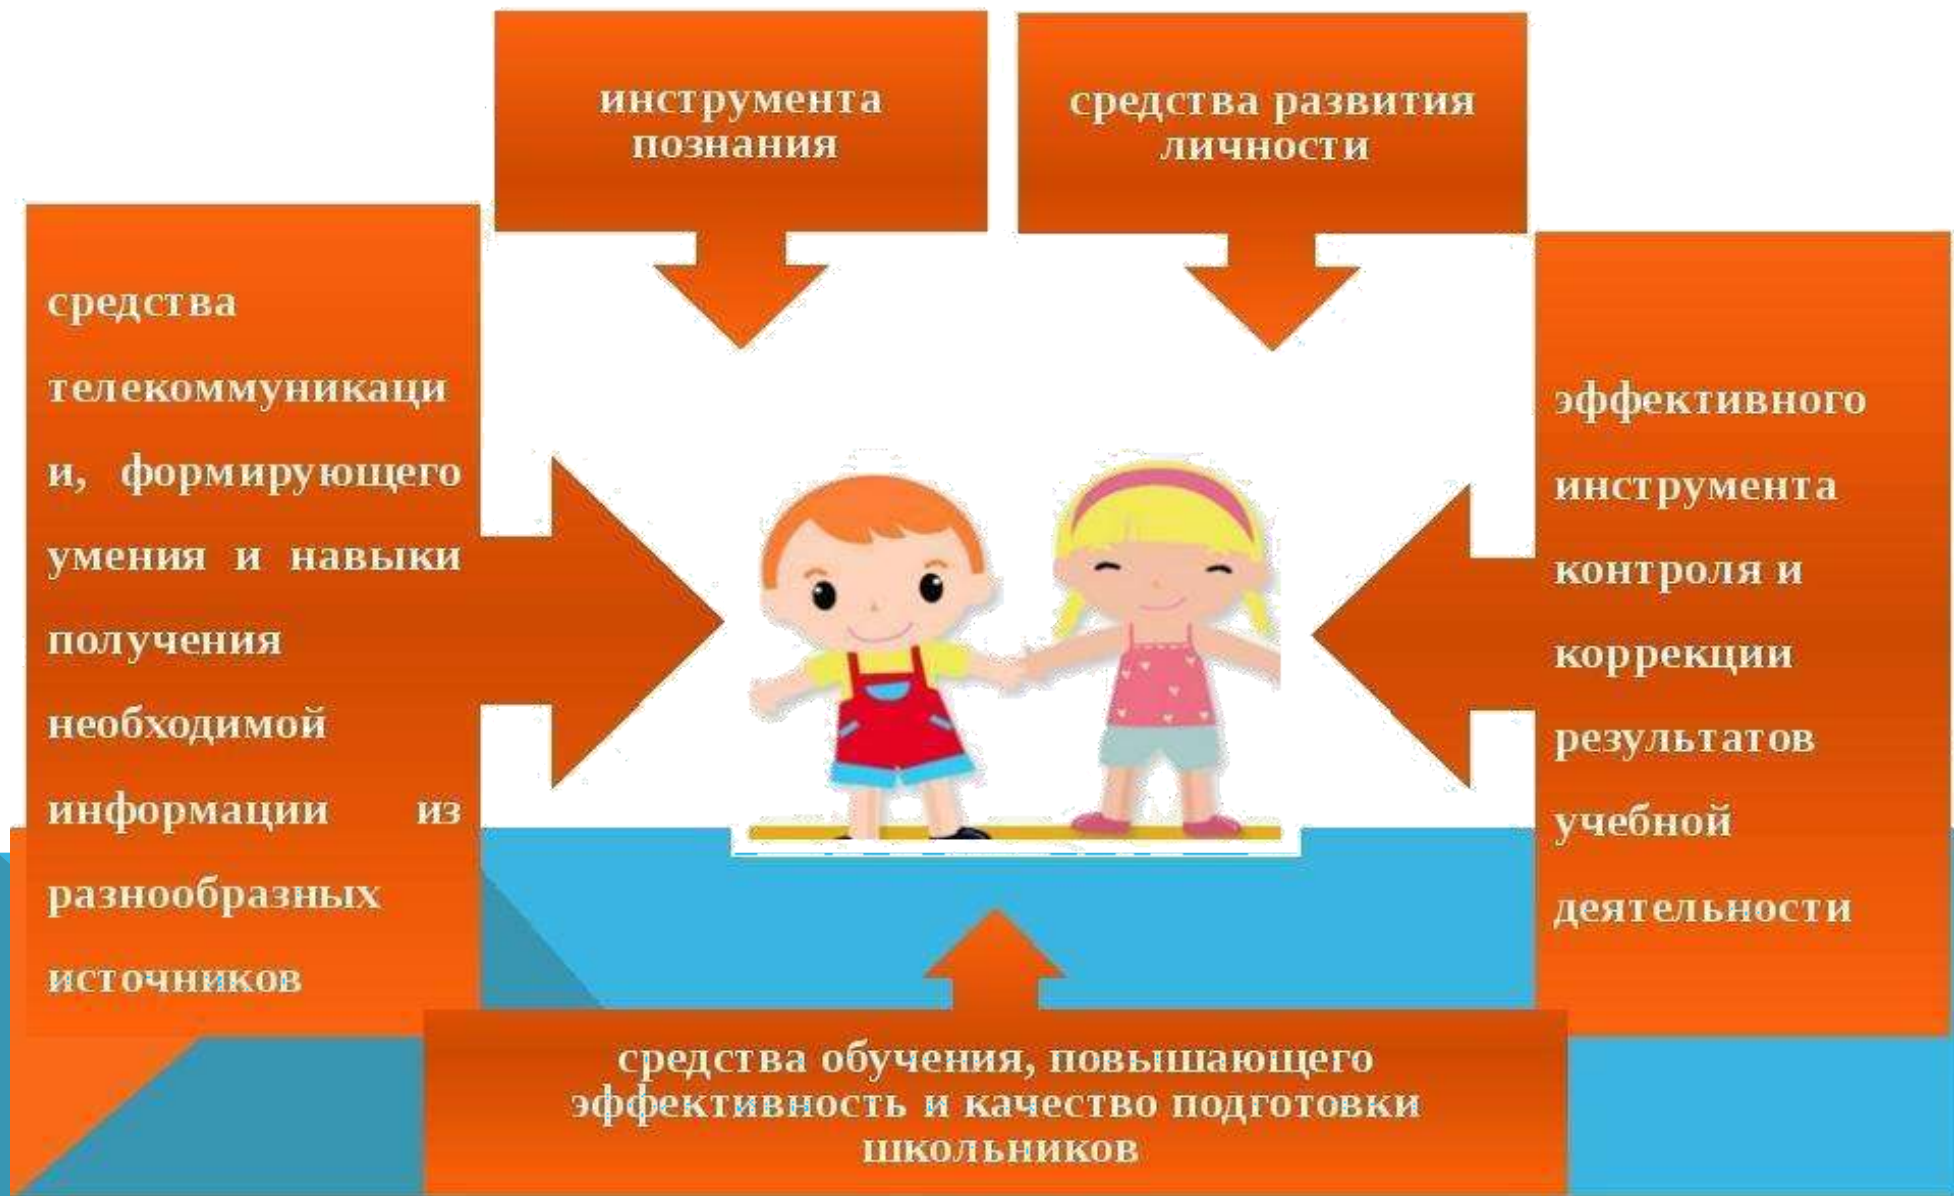 инструмента
познания
средства развития
личности
средства
телекоммуникаци
и, формирующего
умения и навыки
получения
необходимой
информации из
разнообразных
источников
эффективного
инструмента
контроля и
коррекции
результатов
учебной
деятельности
средства обучения, повышающего
эффективность и качество подготовки
школьников